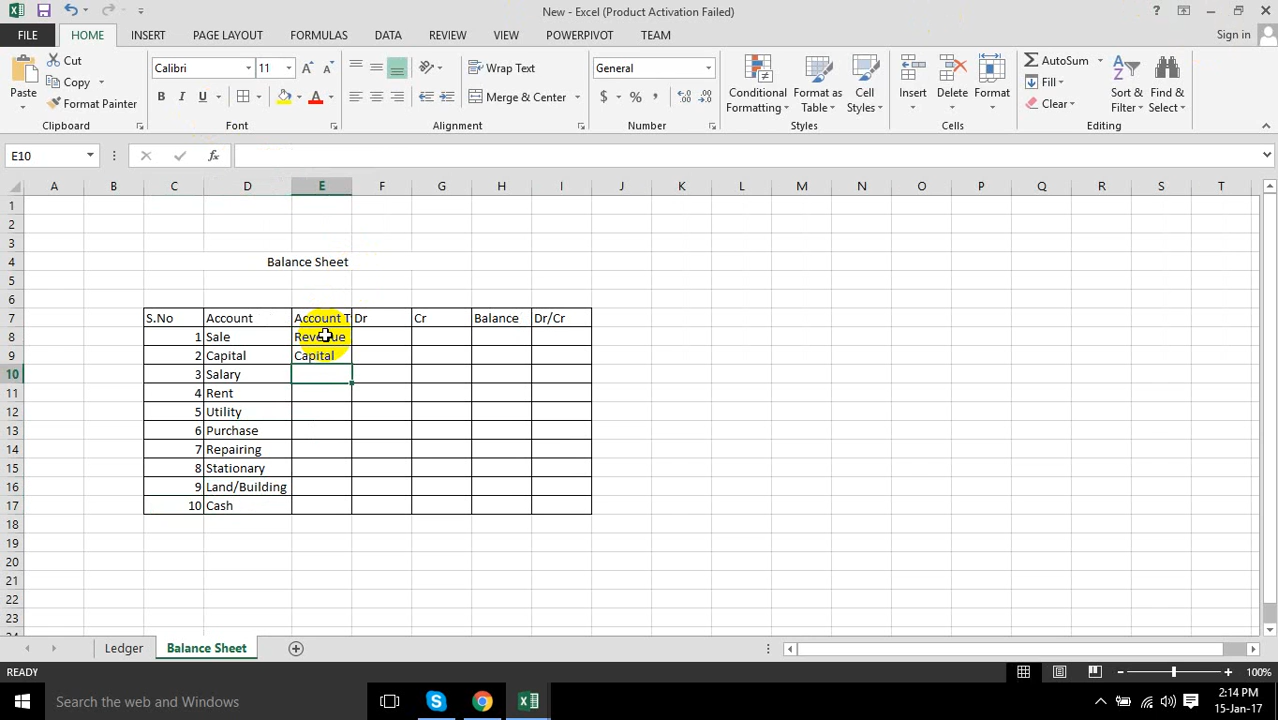 New - Excel (Product Activation Failed)
FILE HOME INSERT PAGE LAYOUT FORMULAS DATA REVIEW VIEW POWERPIVOT TEAM Sign in
Paste
Cut
Copy
Format Painter
Clipboard
Calibri 11
B I U A
Font
Wrap Text
Merge & Center
Alignment
General
$ % ,
Number
Conditional Formatting
Format as Table
Cell Styles
Styles
Insert Delete Format
Cells
AutoSum
Fill
Clear
Sort & Filter
Find & Select
Editing
E10 fx
A B C D E F G H I J K L M N O P Q R S T
1
2
3
4 Balance Sheet
5
6
7 S.No Account Account T Dr Cr Balance Dr/Cr
8 1 Sale Revenue
9 2 Capital Capital
10 3 Salary
11 4 Rent
12 5 Utility
13 6 Purchase
14 7 Repairing
15 8 Stationary
16 9 Land/Building
17 10 Cash
18
19
20
21
22
23
Ledger Balance Sheet
READY 100%
Search the web and Windows
2:14 PM
15-Jan-17